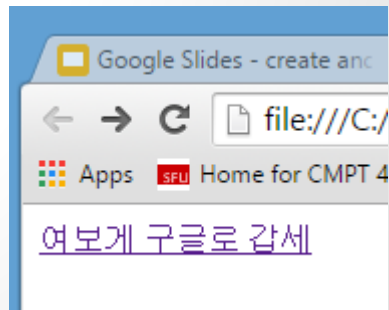 Google Slides - create and
file:///C:/
Apps SFU Home for CMPT 4
여보게 구글로 갑세